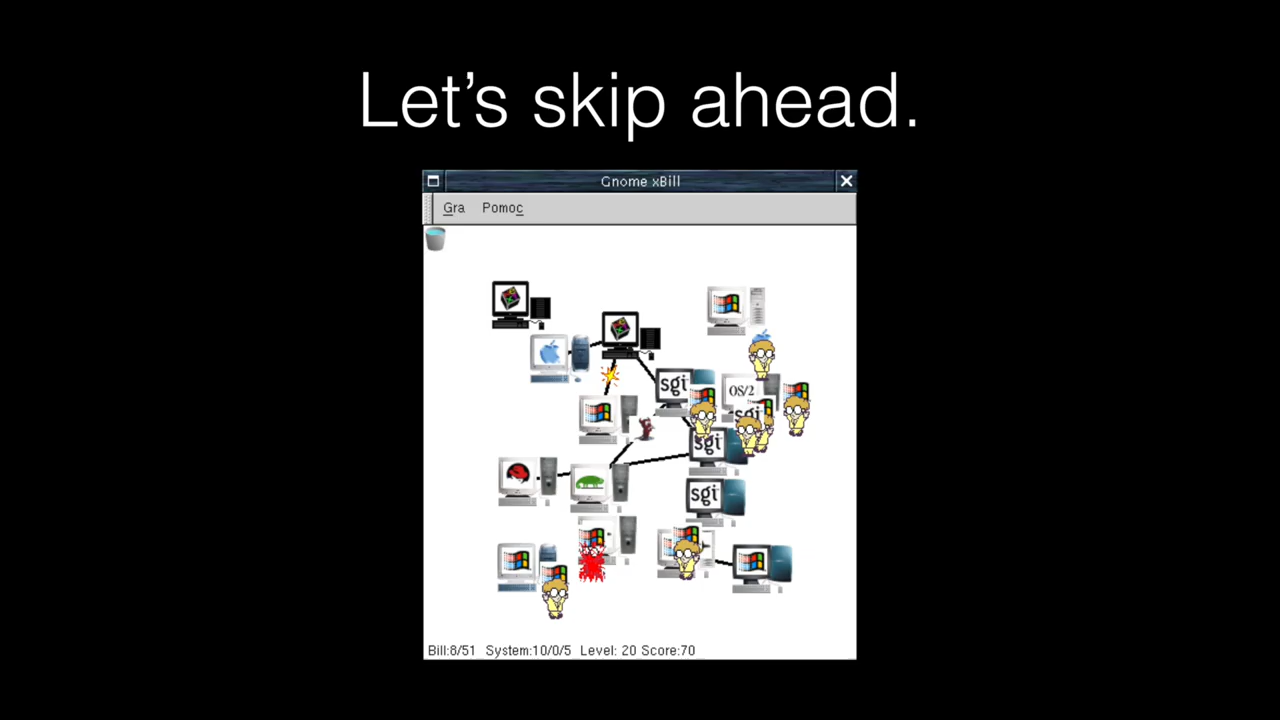 Let’s skip ahead.
Gnome xBill
Gra Pomoc
sgi
OS/2
sgi
sgi
sgi
Bill:8/51 System:10/0/5 Level: 20 Score:70